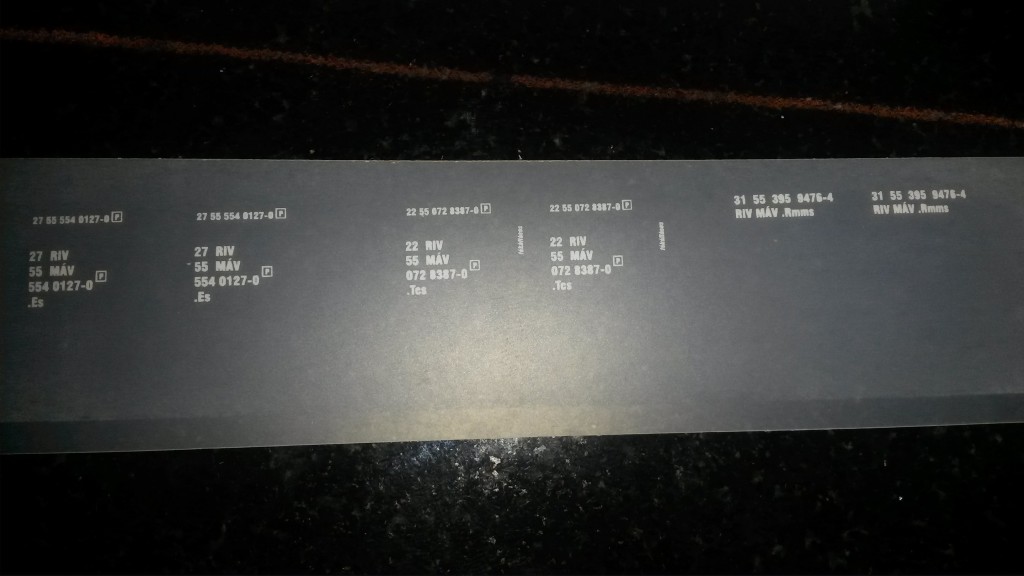 27 55 554 0127-0 P
27 RIV
55 MÁV
554 0127-0 P
.Es
27 55 554 0127-0 P
27 RIV
55 MÁV
554 0127-0 P
.Es
22 55 072 8387-0 P
22 RIV
55 MÁV
072 8387-0 P
.Tcs
22 55 072 8387-0 P
22 RIV
55 MÁV
072 8387-0 P
.Tcs
31 55 395 9476-4
RIV MÁV .Rmms
31 55 395 9476-4
RIV MÁV .Rmms